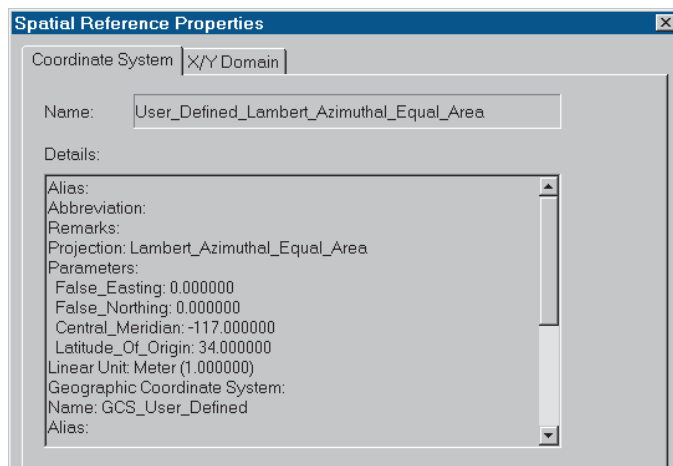 Spatial Reference Properties
Coordinate System X/Y Domain
Name: User_Defined_Lambert_Azimuthal_Equal_Area
Details:
Alias:
Abbreviation:
Remarks:
Projection: Lambert_Azimuthal_Equal_Area
Parameters:
False_Easting: 0.000000
False_Northing: 0.000000
Central_Meridian: -117.000000
Latitude_Of_Origin: 34.000000
Linear Unit: Meter (1.000000)
Geographic Coordinate System:
Name: GCS_User_Defined
Alias: